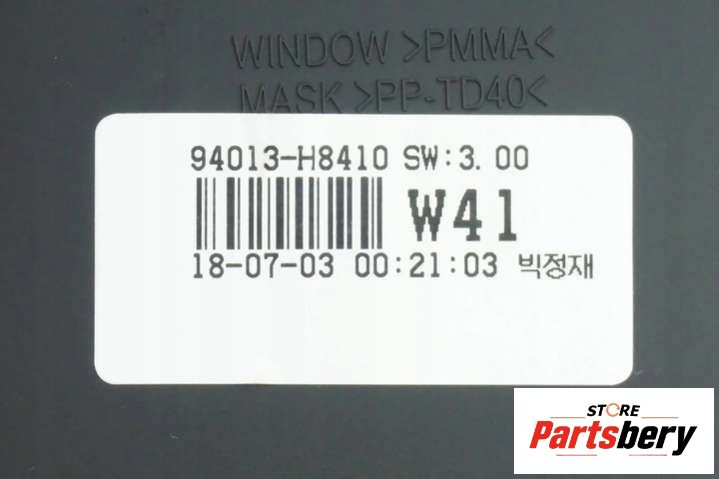 WINDOW >PMMA<
MASK >PP-TD40<
94013-H8410 SW:3.00
W41
18-07-03 00:21:03 빅정재
STORE
Partsbery